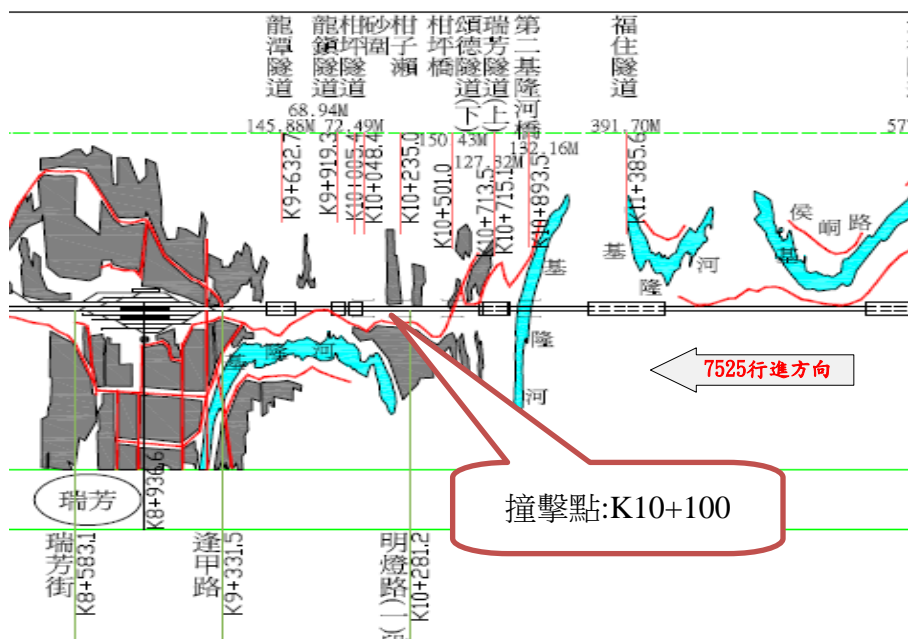 龍潭隧道
龍鎮隧道
柑坪隧道
砂圍
柑子瀨
柑坪橋
頌德隧道(下)
瑞芳隧道(上)
第二基隆河橋
福住隧道
68.94M
145.88M
72.49M
150
43M
127.82M
132.16M
391.70M
577
K9+632.7
K9+919.3
K10+005.4
K10+048.4
K10+235.0
K10+501.0
K10+713.5
K10+715.1
K10+893.5
K11+385.6
侯峒路
基隆河
基隆河
基隆河
基
7525行進方向
撞擊點:K10+100
瑞芳
K8+936.6
瑞芳街
K8+583.1
逢甲路
K9+331.5
明燈路(一)段
K10+281.2